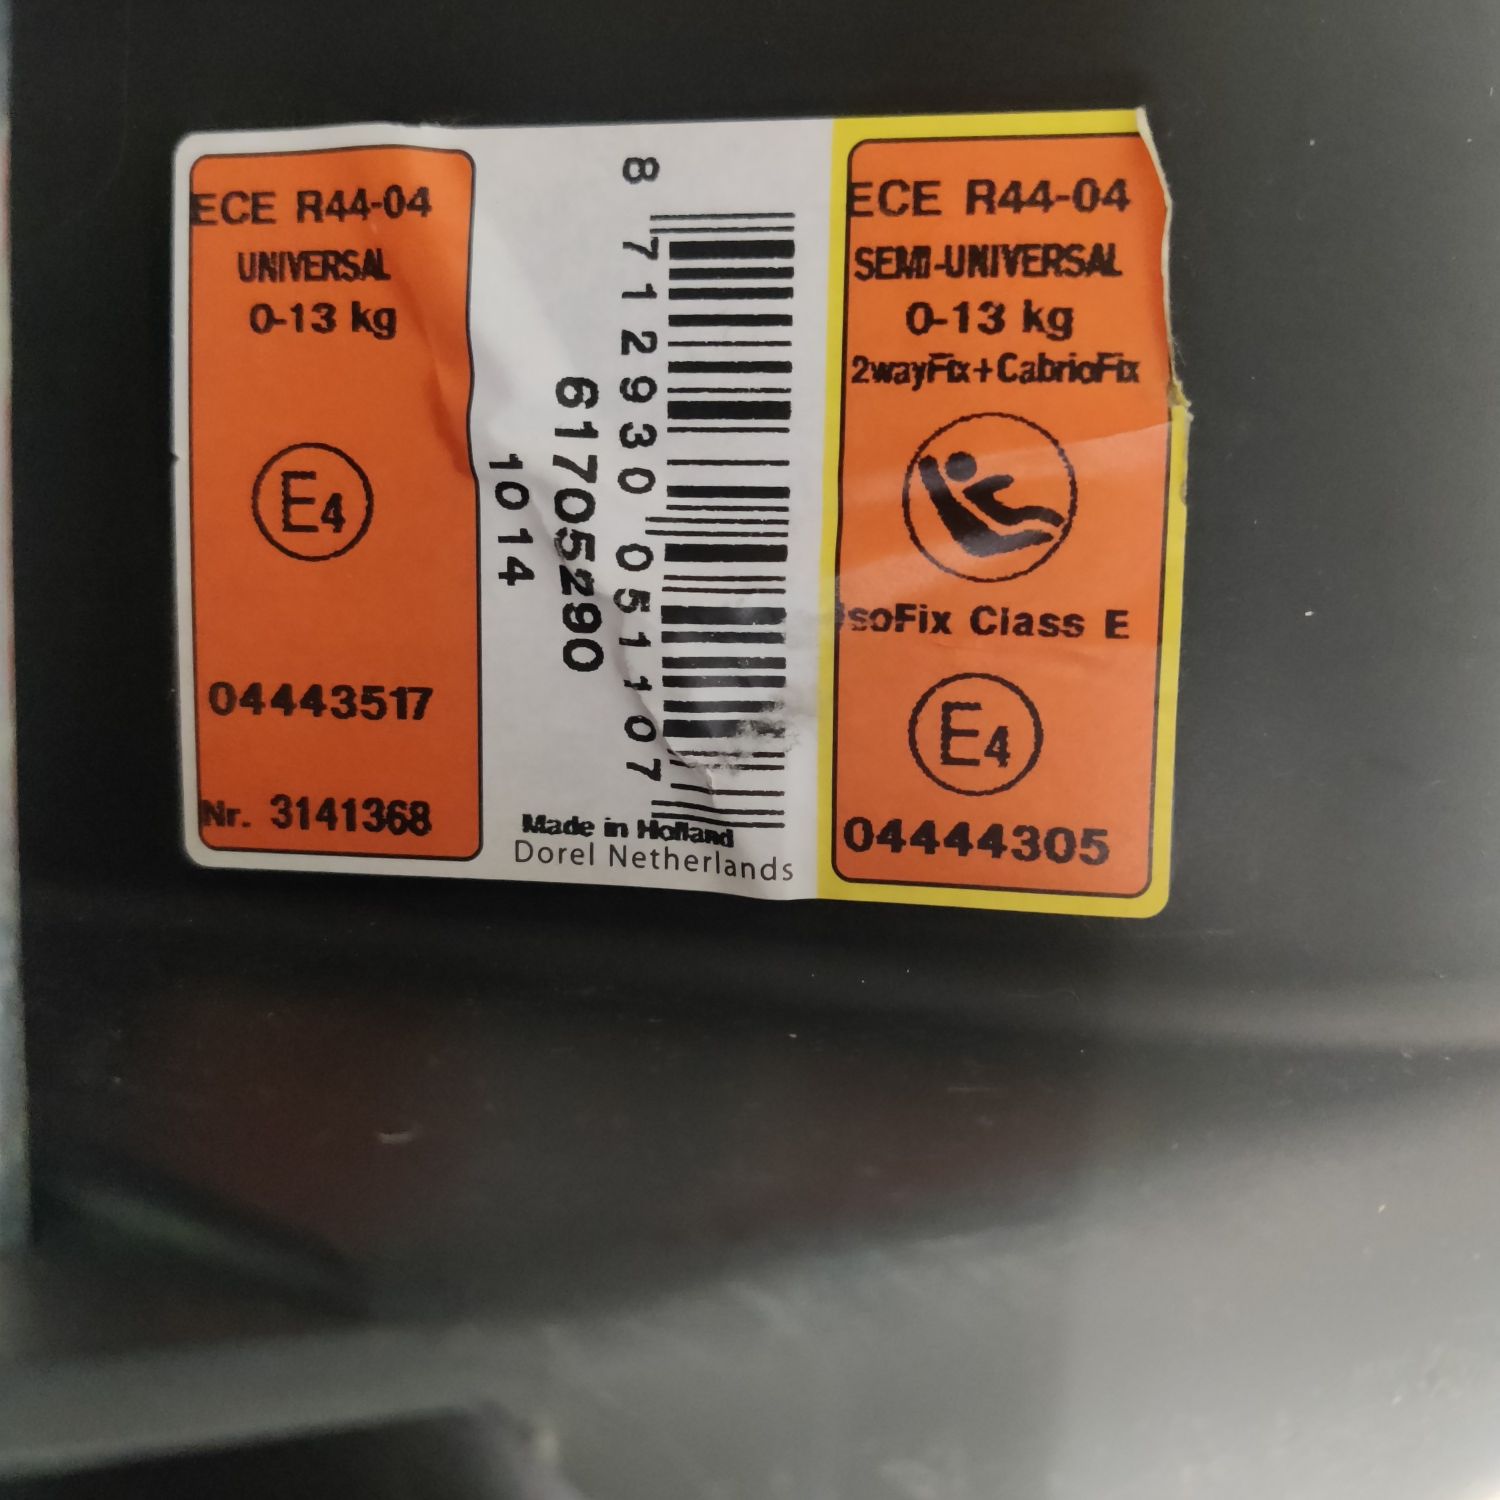 ECE R44-04
UNIVERSAL
0-13 kg
E4
04443517
Nr. 3141368
8 712930 051107
61705290
1014
Made in Holland
Dorel Netherlands
ECE R44-04
SEMI-UNIVERSAL
0-13 kg
2wayFix+CabrioFix
IsoFix Class E
E4
04444305